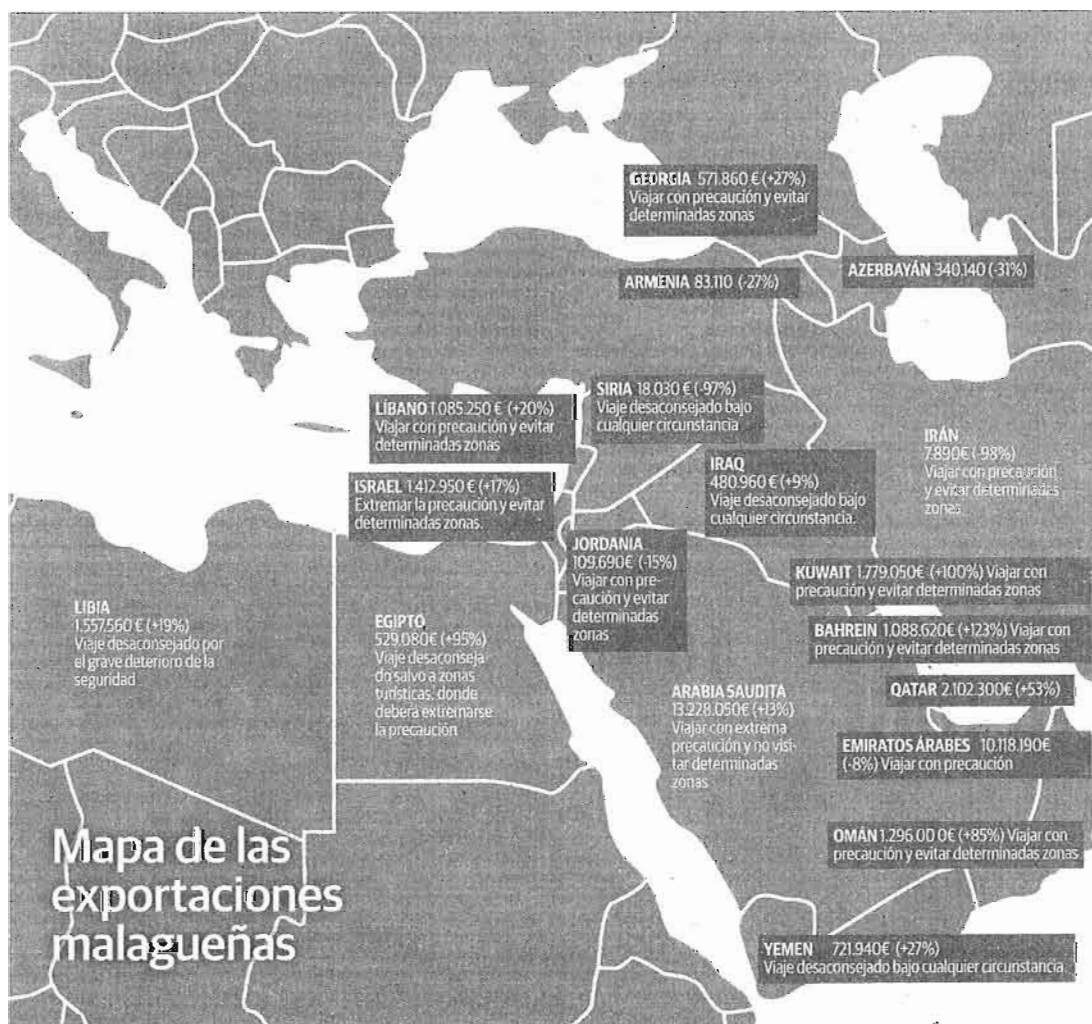 GEORGIA 571.860 € (+27%)
Viajar con precaución y evitar
determinadas zonas
ARMENIA 83.110 (-27%)
AZERBAYÁN 340.140 (-31%)
SIRIA 18.030 € (-97%)
Viaje desaconsejado bajo
cualquier circunstancia
LÍBANO 1.085.250 € (+20%)
Viajar con precaución y evitar
determinadas zonas
IRÁN
7.890€ (-98%)
Viajar con precaución
y evitar determinadas
zonas
IRAQ
480.960 € (+9%)
Viaje desaconsejado bajo
cualquier circunstancia.
ISRAEL 1.412.950 € (+17%)
Extremar la precaución y evitar
determinadas zonas.
JORDANIA
109.690€ (-15%)
Viajar con pre-
caución y evitar
determinadas
zonas
KUWAIT 1.779.050€ (+100%) Viajar con
precaución y evitar determinadas zonas
LIBIA
1.557.560 € (+19%)
Viaje desaconsejado por
el grave deterioro de la
seguridad
EGIPTO
529.080€ (+95%)
Viaje desaconseja-
do salvo a zonas
turísticas, donde
deberá extremarse
la precaución
BAHREIN 1.088.620€ (+123%) Viajar con
precaución y evitar determinadas zonas
ARABIA SAUDITA
13.228.050€ (+13%)
Viajar con extrema
precaución y no visi-
tar determinadas
zonas
QATAR 2.102.300€ (+53%)
EMIRATOS ÁRABES 10.118.190€
(-8%) Viajar con precaución
OMÁN 1.296.000€ (+85%) Viajar con
precaución y evitar determinadas zonas
Mapa de las
exportaciones
malagueñas
YEMEN 721.940€ (+27%)
Viaje desaconsejado bajo cualquier circunstancia